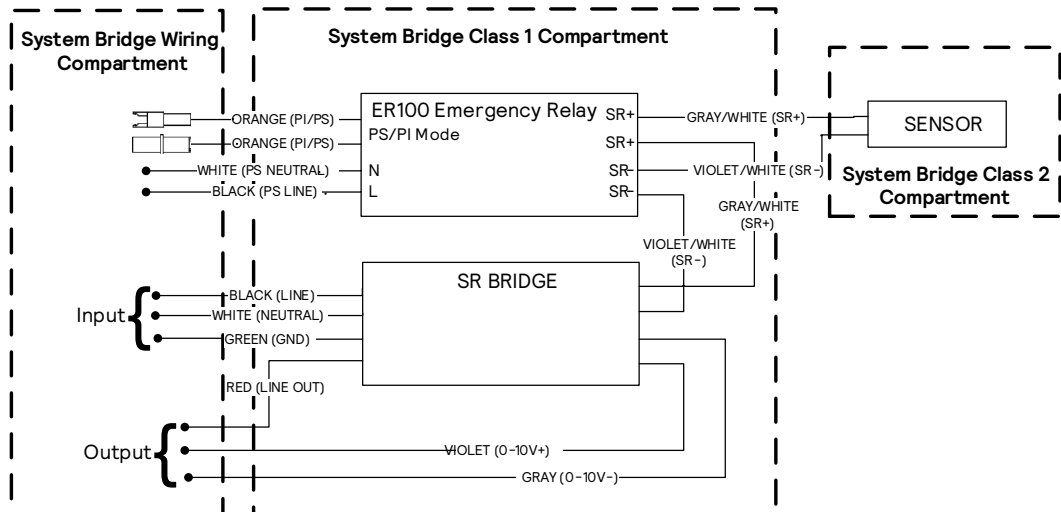 System Bridge Wiring
Compartment
System Bridge Class 1 Compartment
ORANGE (PI/PS)
ORANGE (PI/PS)
WHITE (PS NEUTRAL)
BLACK (PS LINE)
ER100 Emergency Relay
PS/PI Mode
N
L
SR+
SR+
SR-
SR-
GRAY/WHITE (SR+)
VIOLET/WHITE (SR-)
GRAY/WHITE
(SR+)
VIOLET/WHITE
(SR-)
SENSOR
System Bridge Class 2
Compartment
Input
BLACK (LINE)
WHITE (NEUTRAL)
GREEN (GND)
RED (LINE OUT)
SR BRIDGE
Output
VIOLET (0-10V+)
GRAY (0-10V-)